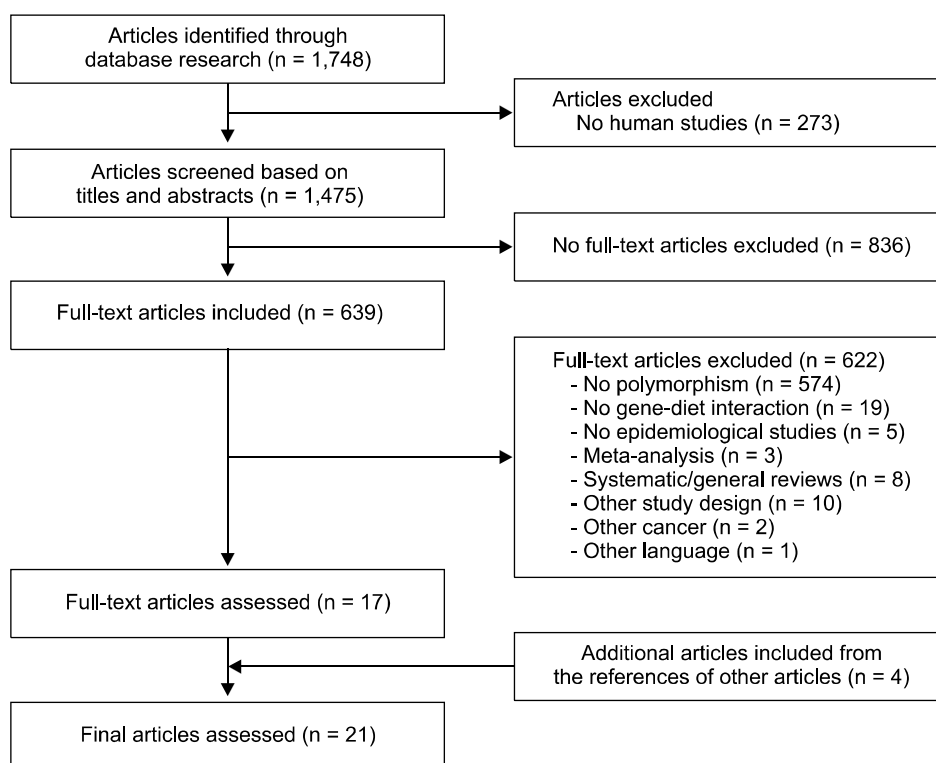 Articles identified through
database research (n = 1,748)
Articles excluded
No human studies (n = 273)
Articles screened based on
titles and abstracts (n = 1,475)
No full-text articles excluded (n = 836)
Full-text articles included (n = 639)
Full-text articles excluded (n = 622)
- No polymorphism (n = 574)
- No gene-diet interaction (n = 19)
- No epidemiological studies (n = 5)
- Meta-analysis (n = 3)
- Systematic/general reviews (n = 8)
- Other study design (n = 10)
- Other cancer (n = 2)
- Other language (n = 1)
Full-text articles assessed (n = 17)
Additional articles included from
the references of other articles (n = 4)
Final articles assessed (n = 21)